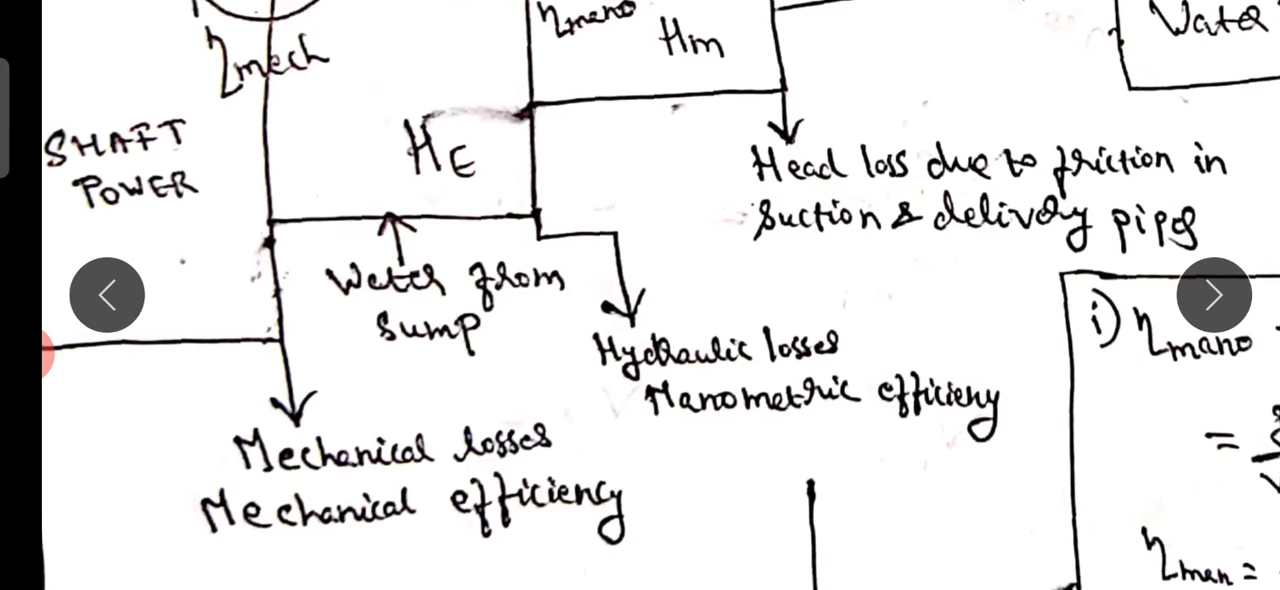 ηmano
Hm
Water
ηmech
SHAFT
POWER
HE
Head loss due to friction in
Suction & delivery pipes
Water from
Sump
i) ηmano
Hydraulic losses
Manometric efficieny
=
Mechanical losses
Mechanical efficiency
ηman =